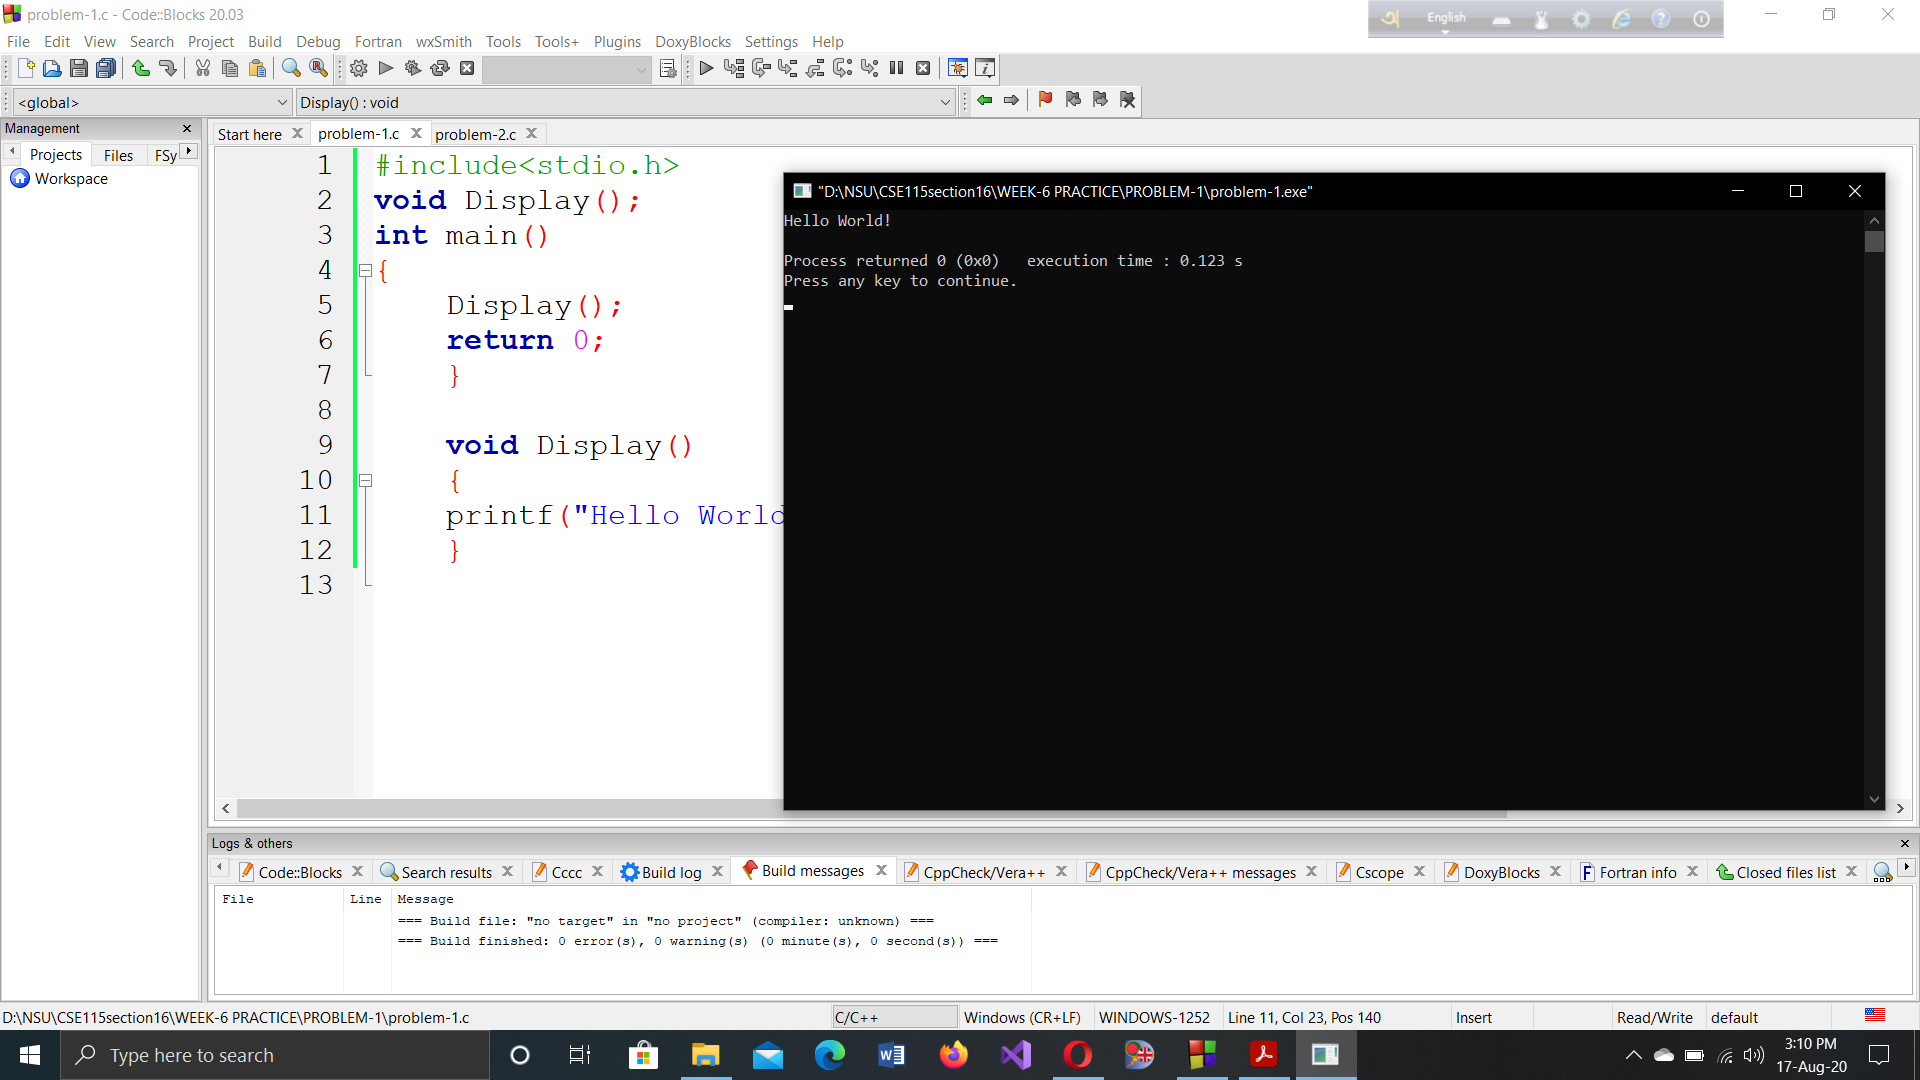 problem-1.c - Code::Blocks 20.03
English
File Edit View Search Project Build Debug Fortran wxSmith Tools Tools+ Plugins DoxyBlocks Settings Help
<global>
Display() : void
Management
Projects Files FSy
Workspace
Start here problem-1.c problem-2.c
1 #include<stdio.h>
2 void Display();
3 int main()
4 {
5 Display();
6 return 0;
7 }
8
9 void Display()
10 {
11 printf("Hello World
12 }
13
"D:\NSU\CSE115section16\WEEK-6 PRACTICE\PROBLEM-1\problem-1.exe"
Hello World!
Process returned 0 (0x0)   execution time : 0.123 s
Press any key to continue.
Logs & others
Code::Blocks Search results Cccc Build log Build messages CppCheck/Vera++ CppCheck/Vera++ messages Cscope DoxyBlocks Fortran info Closed files list
File Line Message
=== Build file: "no target" in "no project" (compiler: unknown) ===
=== Build finished: 0 error(s), 0 warning(s) (0 minute(s), 0 second(s)) ===
D:\NSU\CSE115section16\WEEK-6 PRACTICE\PROBLEM-1\problem-1.c C/C++ Windows (CR+LF) WINDOWS-1252 Line 11, Col 23, Pos 140 Insert Read/Write default
Type here to search
3:10 PM
17-Aug-20